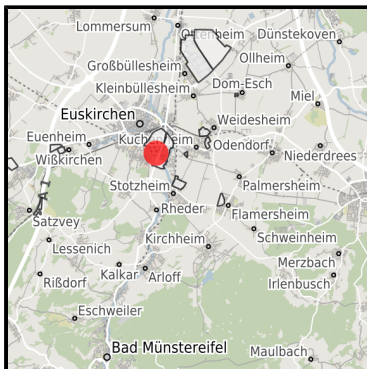 Lommersum
Ottenheim
Dünstekoven
Großbüllesheim
Ollheim
Kleinbüllesheim
Dom-Esch
Miel
Euskirchen
Weidesheim
Euenheim
Kuchenheim
Odendorf
Wißkirchen
Niederdrees
Stotzheim
Palmersheim
Satzvey
Rheder
Flamersheim
Lessenich
Kirchheim
Schweinheim
Merzbach
Rißdorf
Kalkar
Arloff
Irlenbusch
Eschweiler
Bad Münstereifel
Maulbach